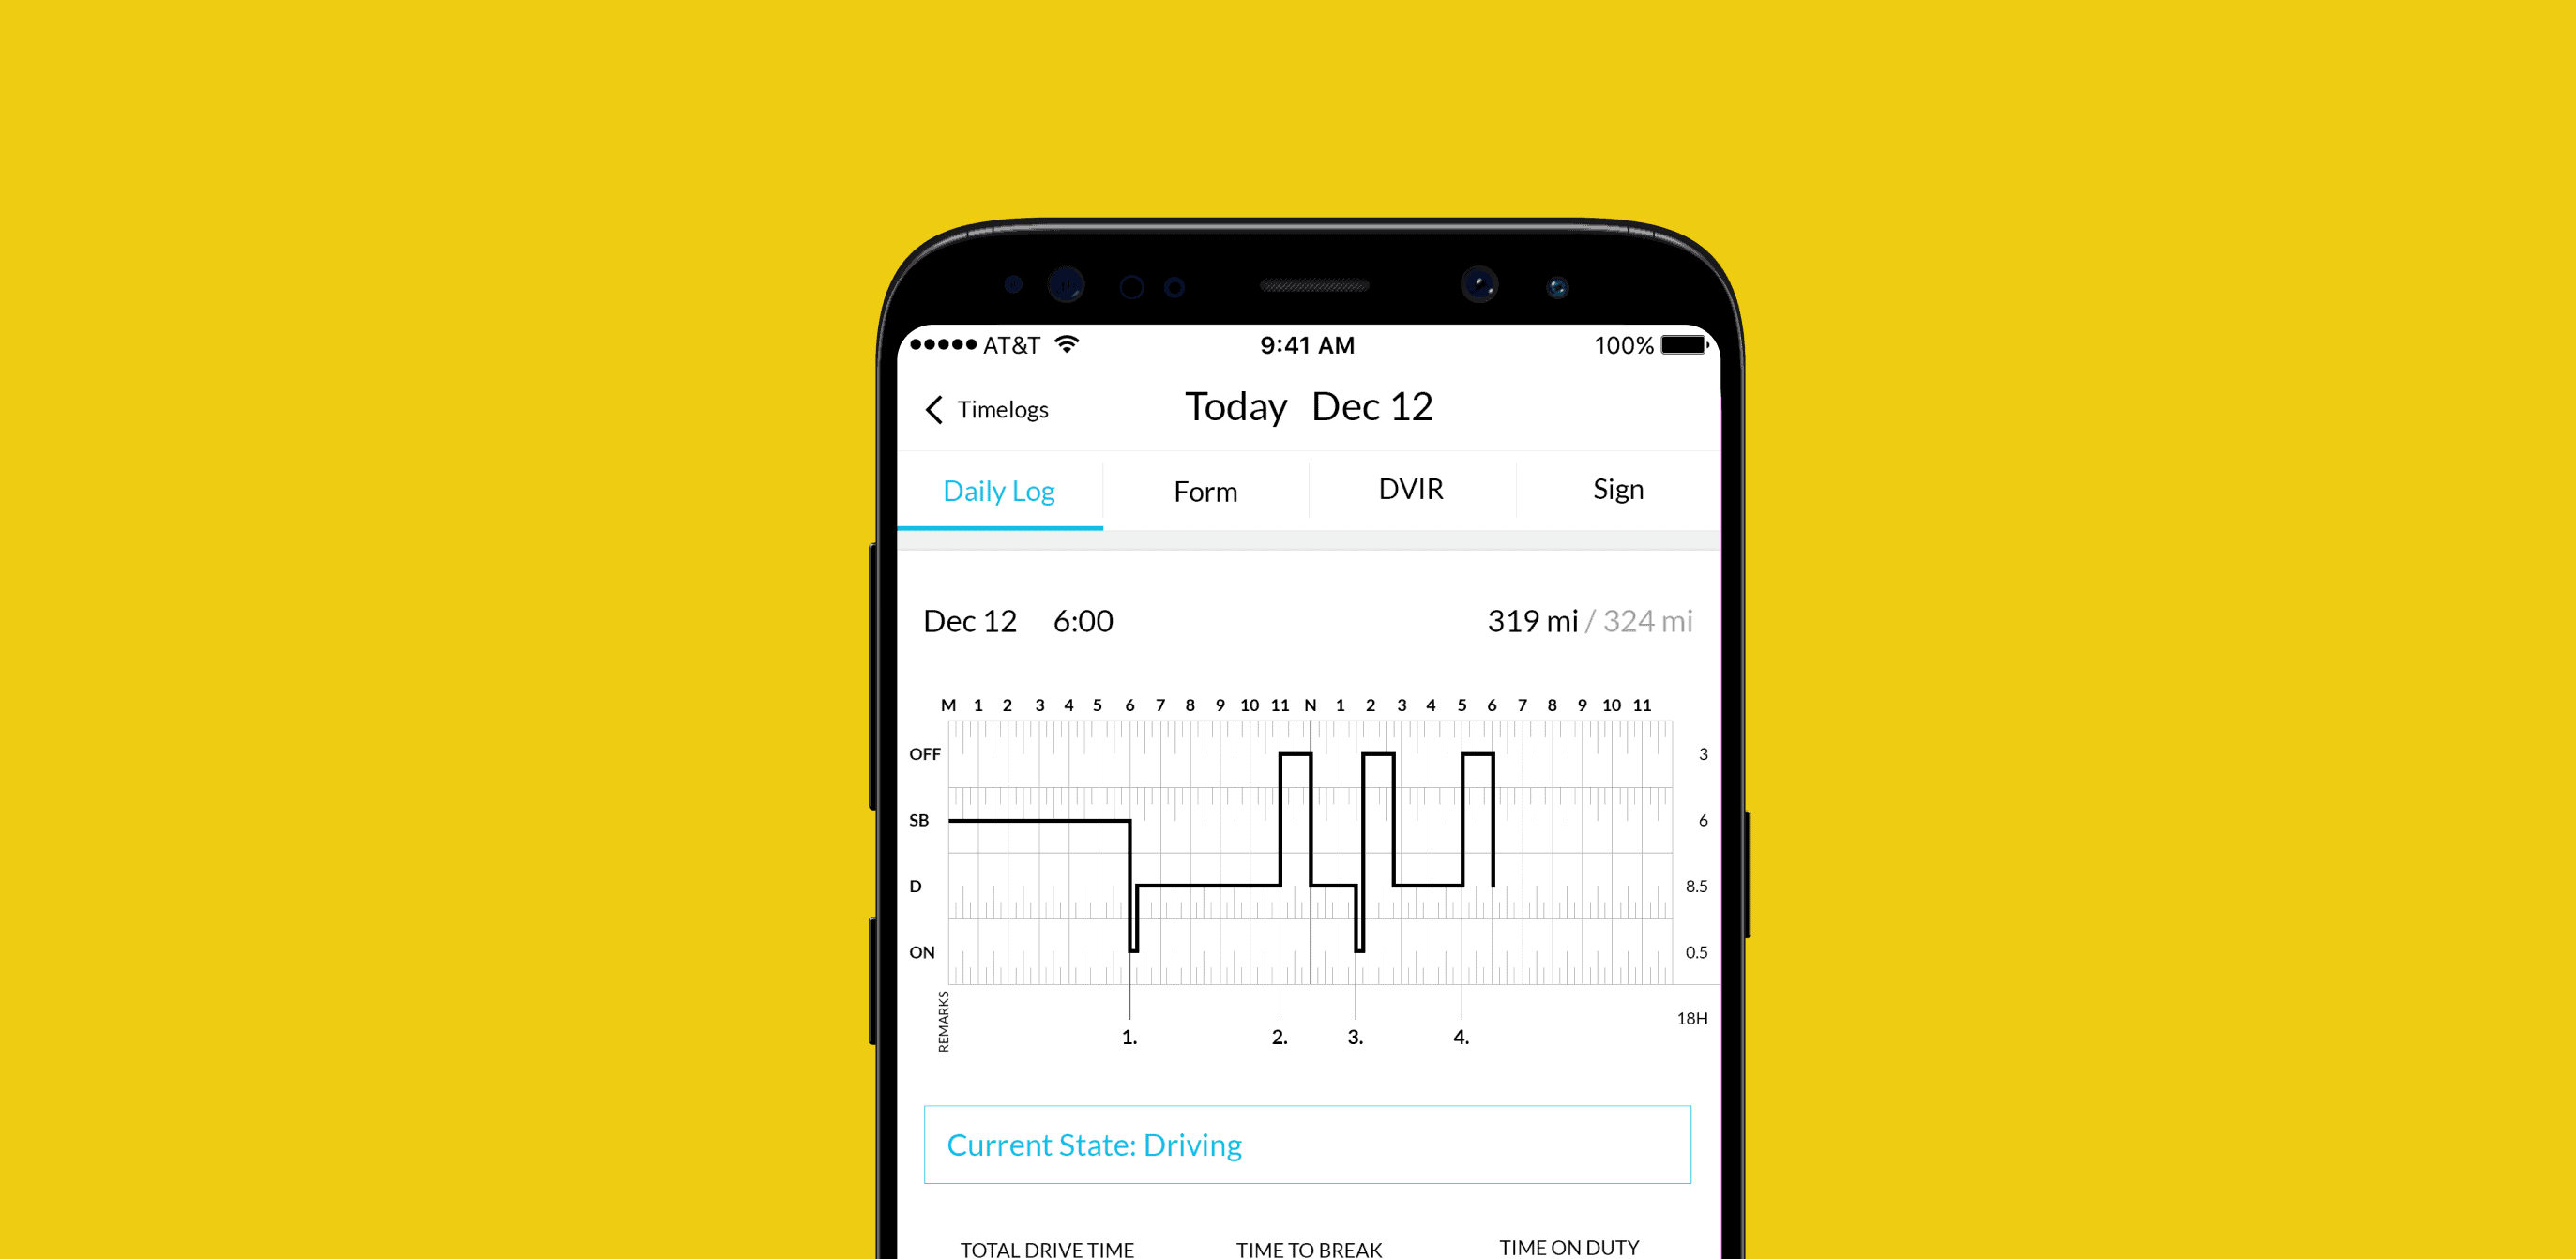 AT&T 9:41 AM 100%
Timelogs Today Dec 12
Daily Log Form DVIR Sign
Dec 12 6:00 319 mi / 324 mi
M 1 2 3 4 5 6 7 8 9 10 11 N 1 2 3 4 5 6 7 8 9 10 11
OFF 3
SB 6
D 8.5
ON 0.5
REMARKS
18H
1. 2. 3. 4.
Current State: Driving
TOTAL DRIVE TIME TIME TO BREAK TIME ON DUTY